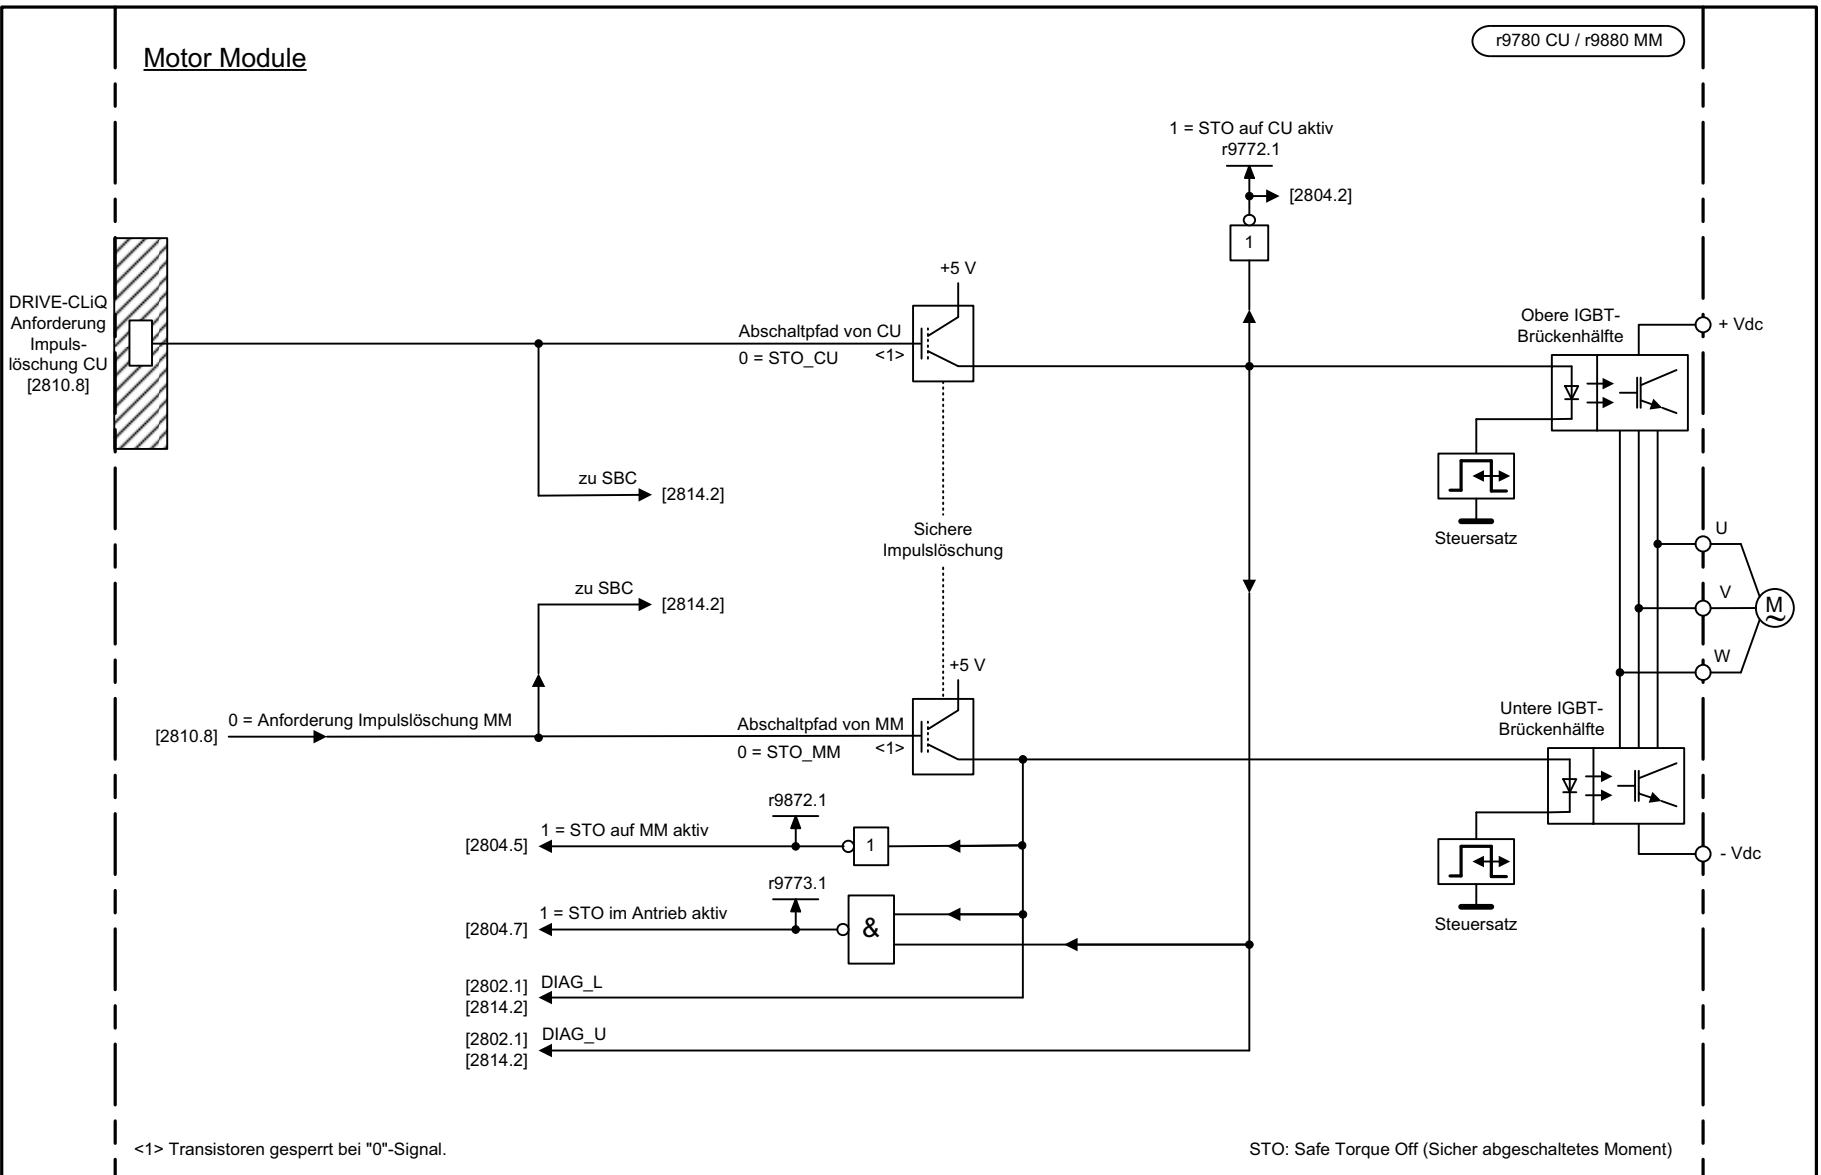 Motor Module
r9780 CU / r9880 MM
1 = STO auf CU aktiv
r9772.1
[2804.2]
1
+5 V
DRIVE-CLiQ
Anforderung
Impuls-
löschung CU
[2810.8]
Abschaltpfad von CU
0 = STO_CU <1>
Obere IGBT-
Brückenhälfte
+ Vdc
zu SBC
[2814.2]
Steuersatz
Sichere
Impulslöschung
U
zu SBC
[2814.2]
V
M
~
W
+5 V
[2810.8]
0 = Anforderung Impulslöschung MM
Abschaltpfad von MM
0 = STO_MM <1>
Untere IGBT-
Brückenhälfte
r9872.1
[2804.5]
1 = STO auf MM aktiv
1
- Vdc
r9773.1
[2804.7]
1 = STO im Antrieb aktiv
&
Steuersatz
[2802.1] DIAG_L
[2814.2]
[2802.1] DIAG_U
[2814.2]
<1> Transistoren gesperrt bei "0"-Signal.
STO: Safe Torque Off (Sicher abgeschaltetes Moment)